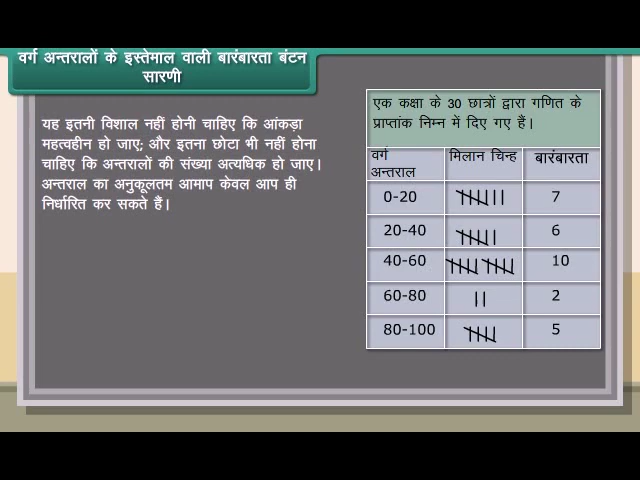 वर्ग अन्तरालों के इस्तेमाल वाली बारंबारता बंटन
सारणी
यह इतनी विशाल नहीं होनी चाहिए कि आंकड़ा
महत्वहीन हो जाए; और इतना छोटा भी नहीं होना
चाहिए कि अन्तरालों की संख्या अत्यधिक हो जाए।
अन्तराल का अनुकूलतम आमाप केवल आप ही
निर्धारित कर सकते हैं।
एक कक्षा के 30 छात्रों द्वारा गणित के
प्राप्तांक निम्न में दिए गए हैं।
वर्ग अन्तराल मिलान चिन्ह बारंबारता
0-20 7
20-40 6
40-60 10
60-80 2
80-100 5